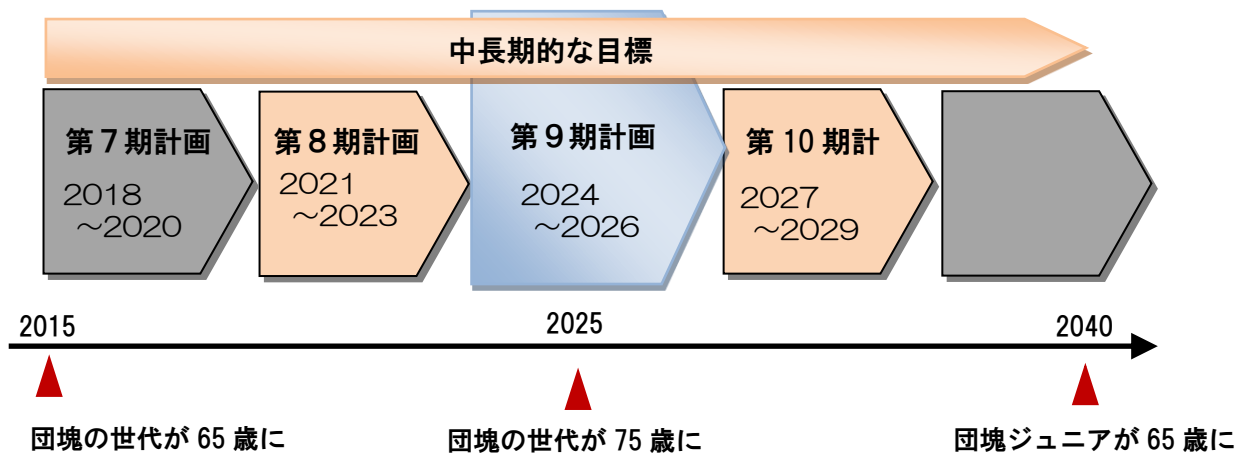 中長期的な目標
第７期計画
2018
～2020
第８期計画
2021
～2023
第９期計画
2024
～2026
第 10 期計
2027
～2029
2015
2025
2040
団塊の世代が 65 歳に
団塊の世代が 75 歳に
団塊ジュニアが 65 歳に